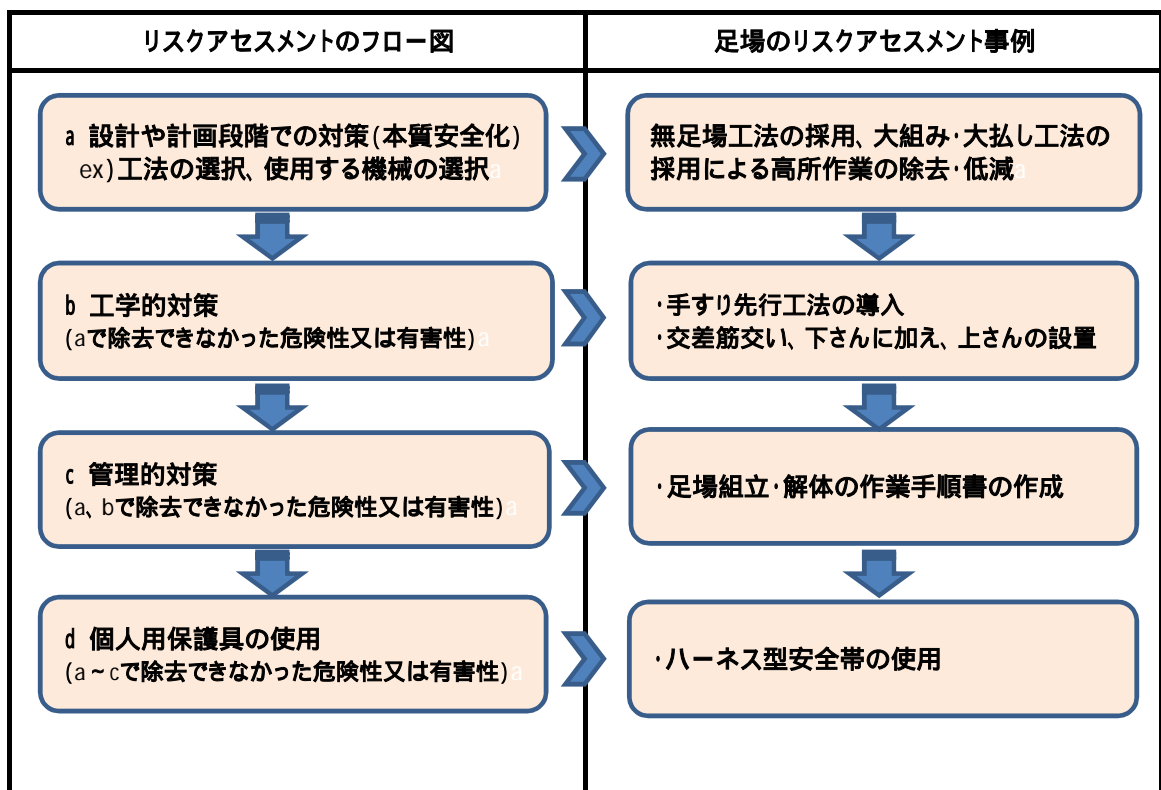 リスクアセスメントのフロー図
足場のリスクアセスメント事例
a 設計や計画段階での対策(本質安全化)
ex)工法の選択、使用する機械の選択a
無足場工法の採用、大組み・大払し工法の
採用による高所作業の除去・低減a
b 工学的対策
(aで除去できなかった危険性又は有害性)a
・手すり先行工法の導入
・交差筋交い、下さんに加え、上さんの設置
c 管理的対策
(a、bで除去できなかった危険性又は有害性)a
・足場組立・解体の作業手順書の作成
d 個人用保護具の使用
(a~cで除去できなかった危険性又は有害性)a
・ハーネス型安全帯の使用